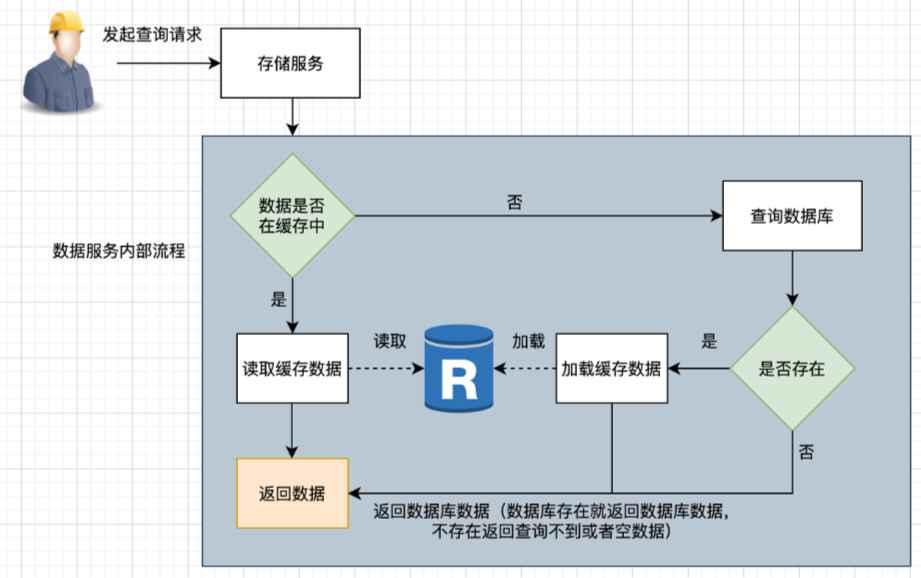 发起查询请求
存储服务
数据是否
在缓存中
否
查询数据库
数据服务内部流程
是
读取缓存数据
读取
R
加载
加载缓存数据
是
是否存在
否
返回数据
返回数据库数据（数据库存在就返回数据库数据，
不存在返回查询不到或者空数据）